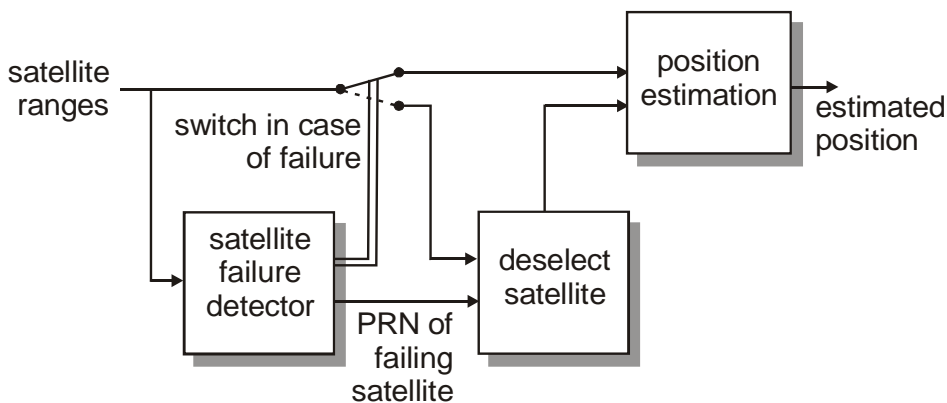 satellite
ranges
switch in case
of failure
position
estimation
estimated
position
satellite
failure
detector
deselect
satellite
PRN of
failing
satellite